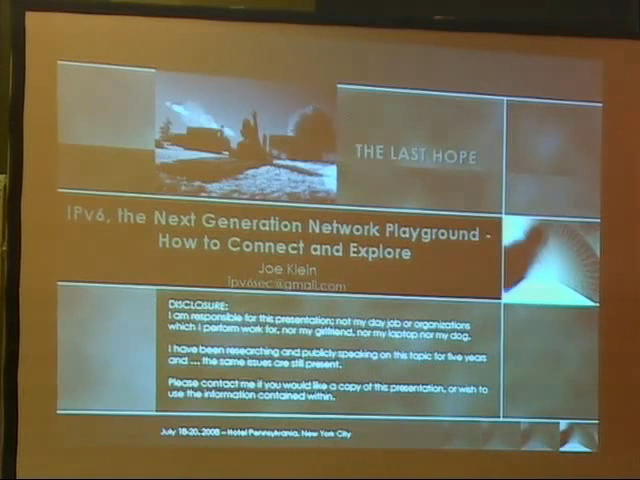 THE LAST HOPE
IPv6, the Next Generation Network Playground -
How to Connect and Explore
Joe Klein
ipv6sec@gmail.com
DISCLOSURE:
I am responsible for this presentation; not my day job or organizations
which I perform work for, nor my girlfriend, nor my laptop nor my dog.
I have been researching and publicly speaking on this topic for five years
and ... the same issues are still present.
Please contact me if you would like a copy of this presentation, or wish to
use the information contained within.
July 18-20, 2008 – Hotel Pennsylvania, New York City